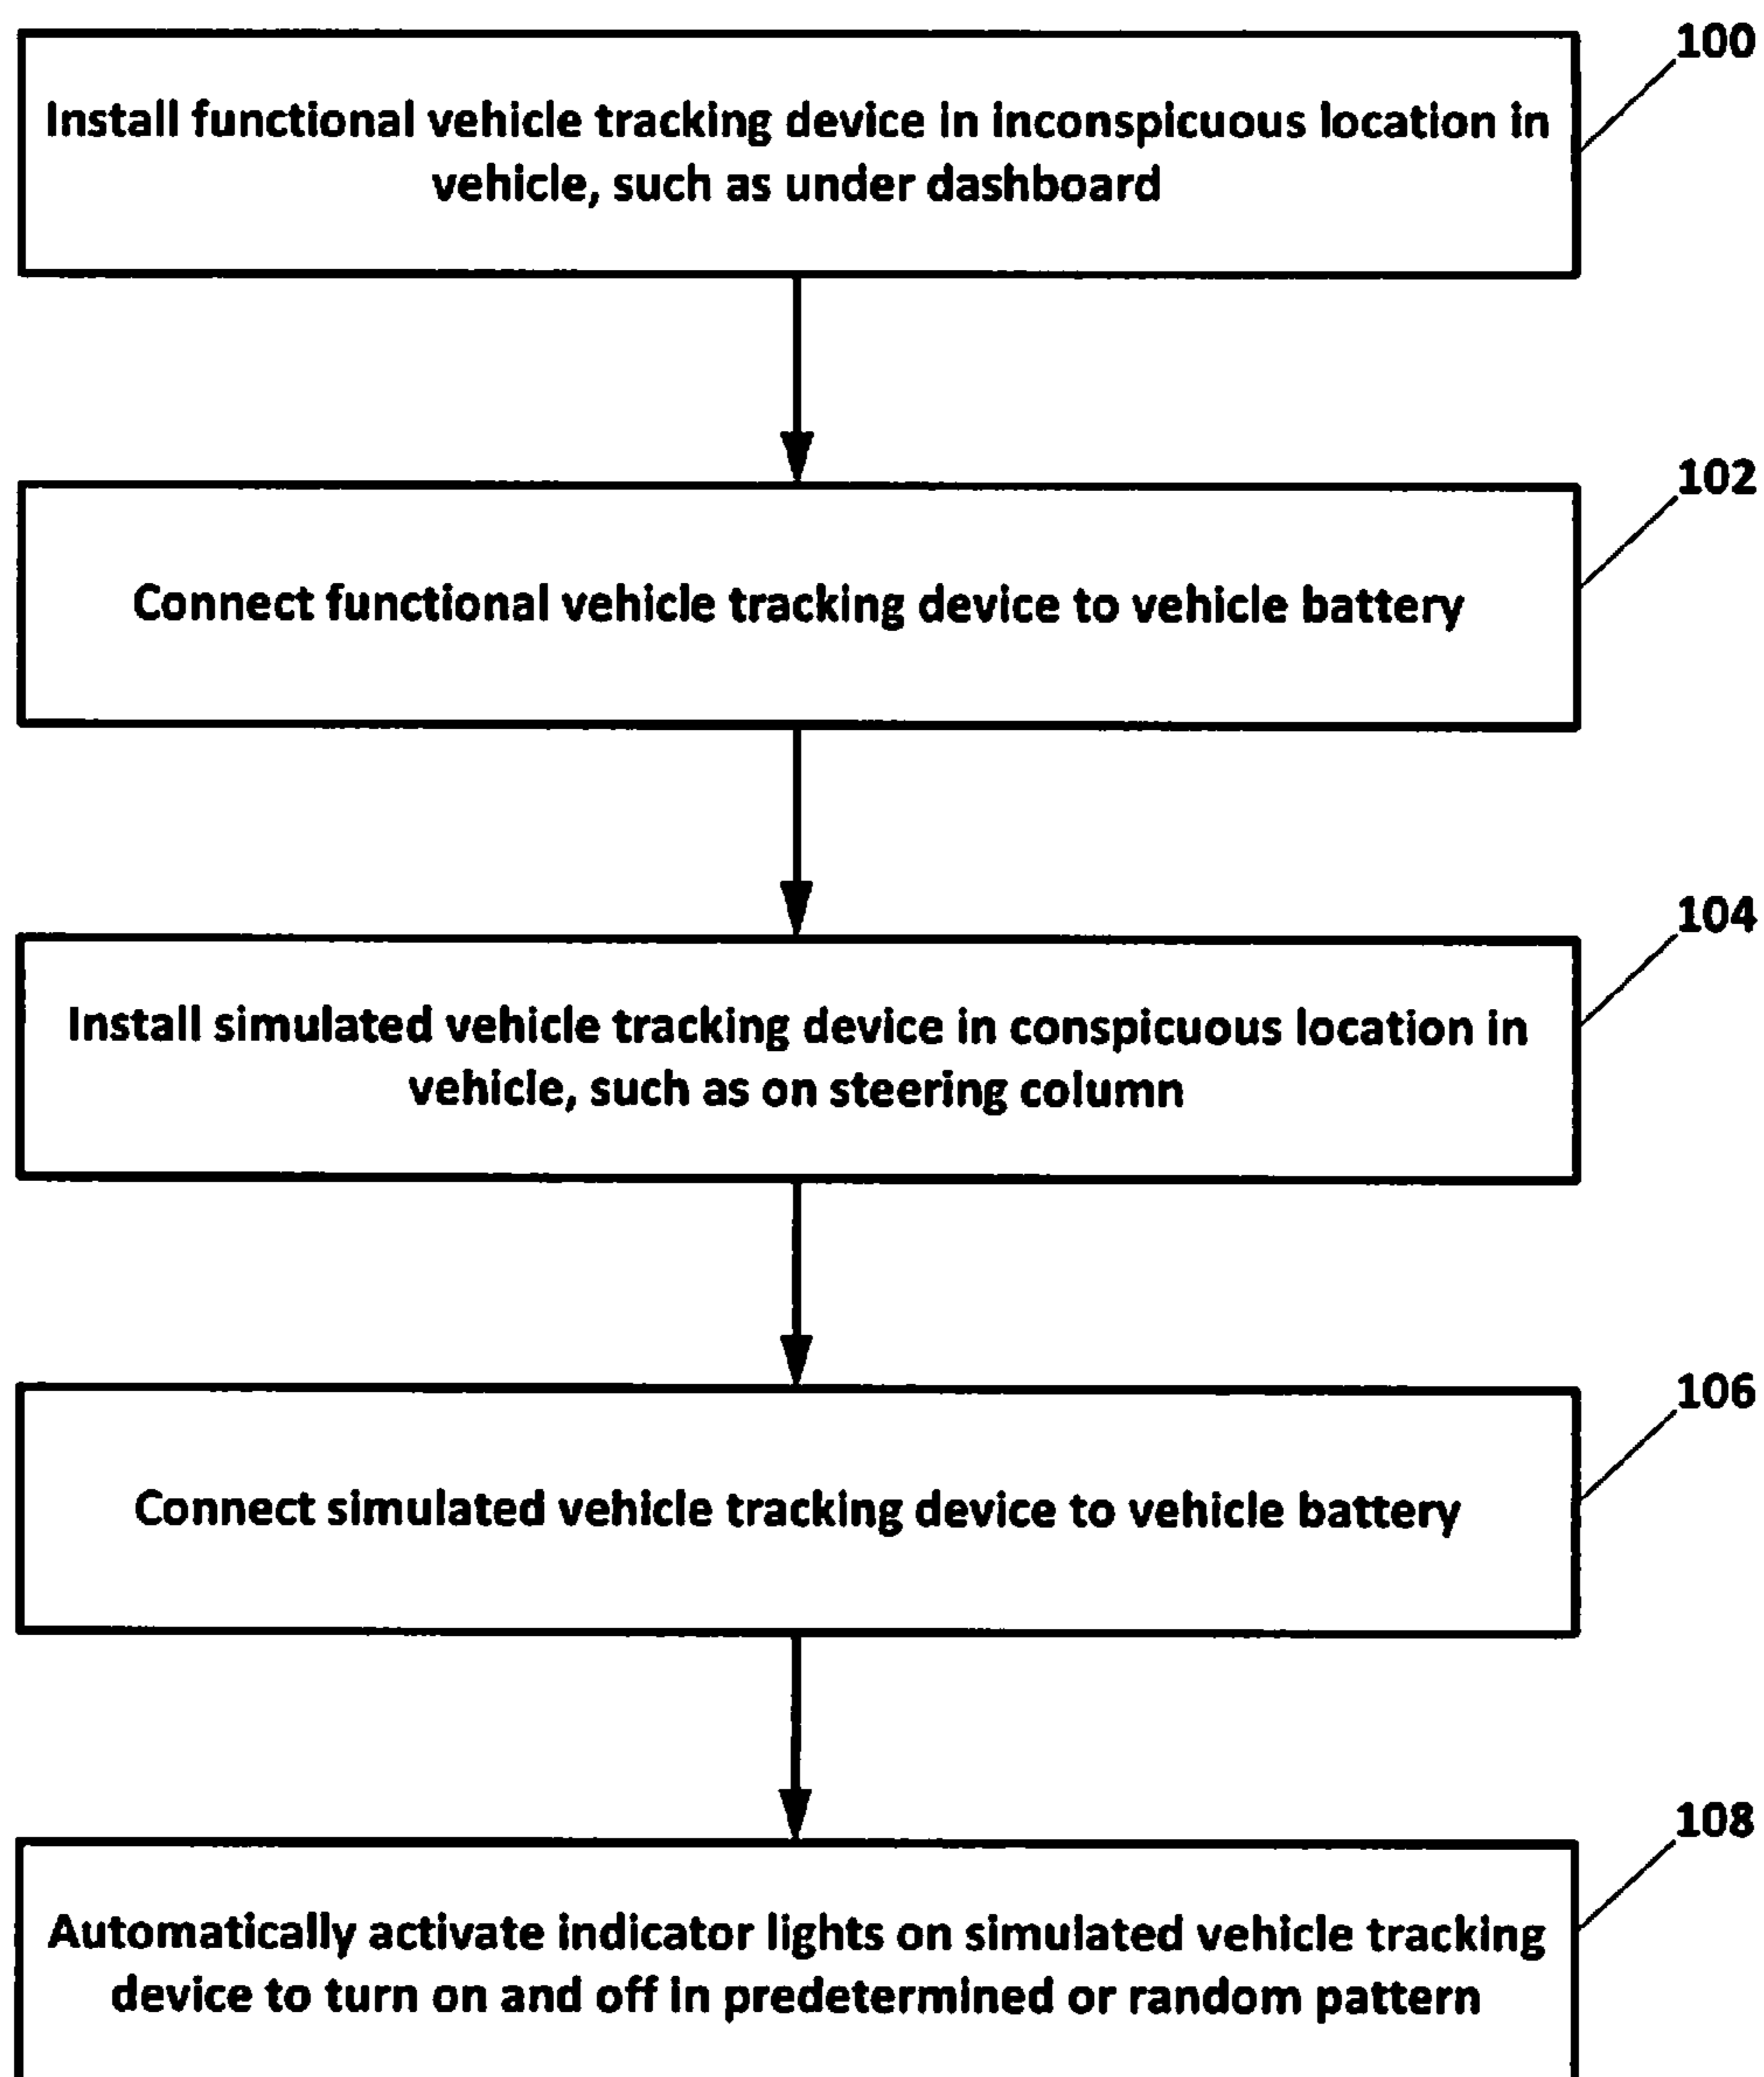 100
Install functional vehicle tracking device in inconspicuous location in
vehicle, such as under dashboard
102
Connect functional vehicle tracking device to vehicle battery
104
Install simulated vehicle tracking device in conspicuous location in
vehicle, such as on steering column
106
Connect simulated vehicle tracking device to vehicle battery
108
Automatically activate indicator lights on simulated vehicle tracking
device to turn on and off in predetermined or random pattern